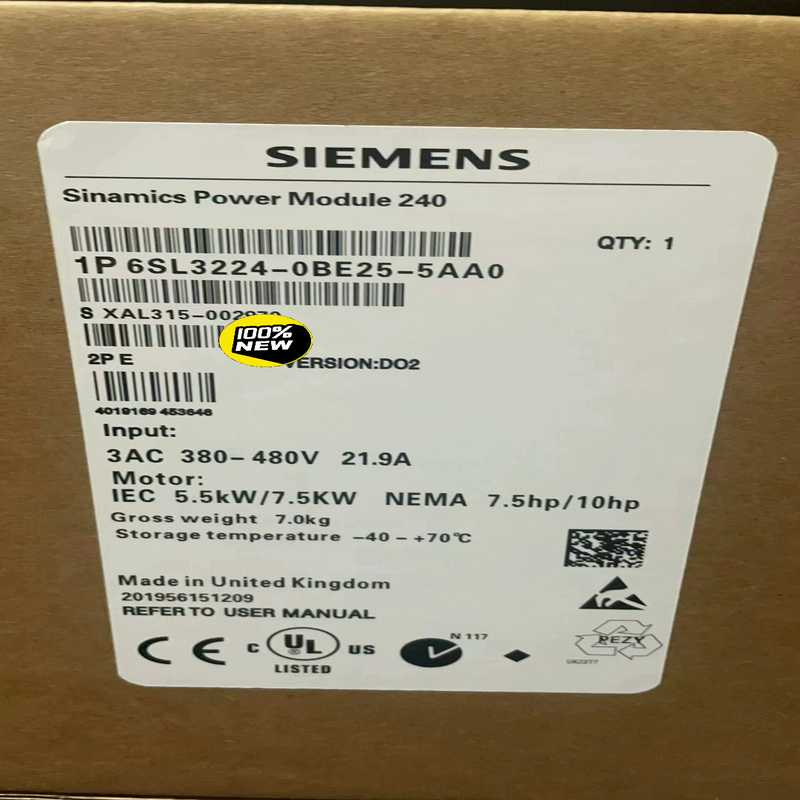 SIEMENS
Sinamics Power Module 240
QTY: 1
1P 6SL3224-0BE25-5AA0
S XAL315-002
100% NEW
2P E
VERSION:DO2
4019169 453646
Input:
3AC 380-480V 21.9A
Motor:
IEC 5.5kW/7.5KW NEMA 7.5hp/10hp
Gross weight 7.0kg
Storage temperature -40 - +70℃
Made in United Kingdom
201956151209
REFER TO USER MANUAL
CE C UL US
LISTED
N 117
PEZY